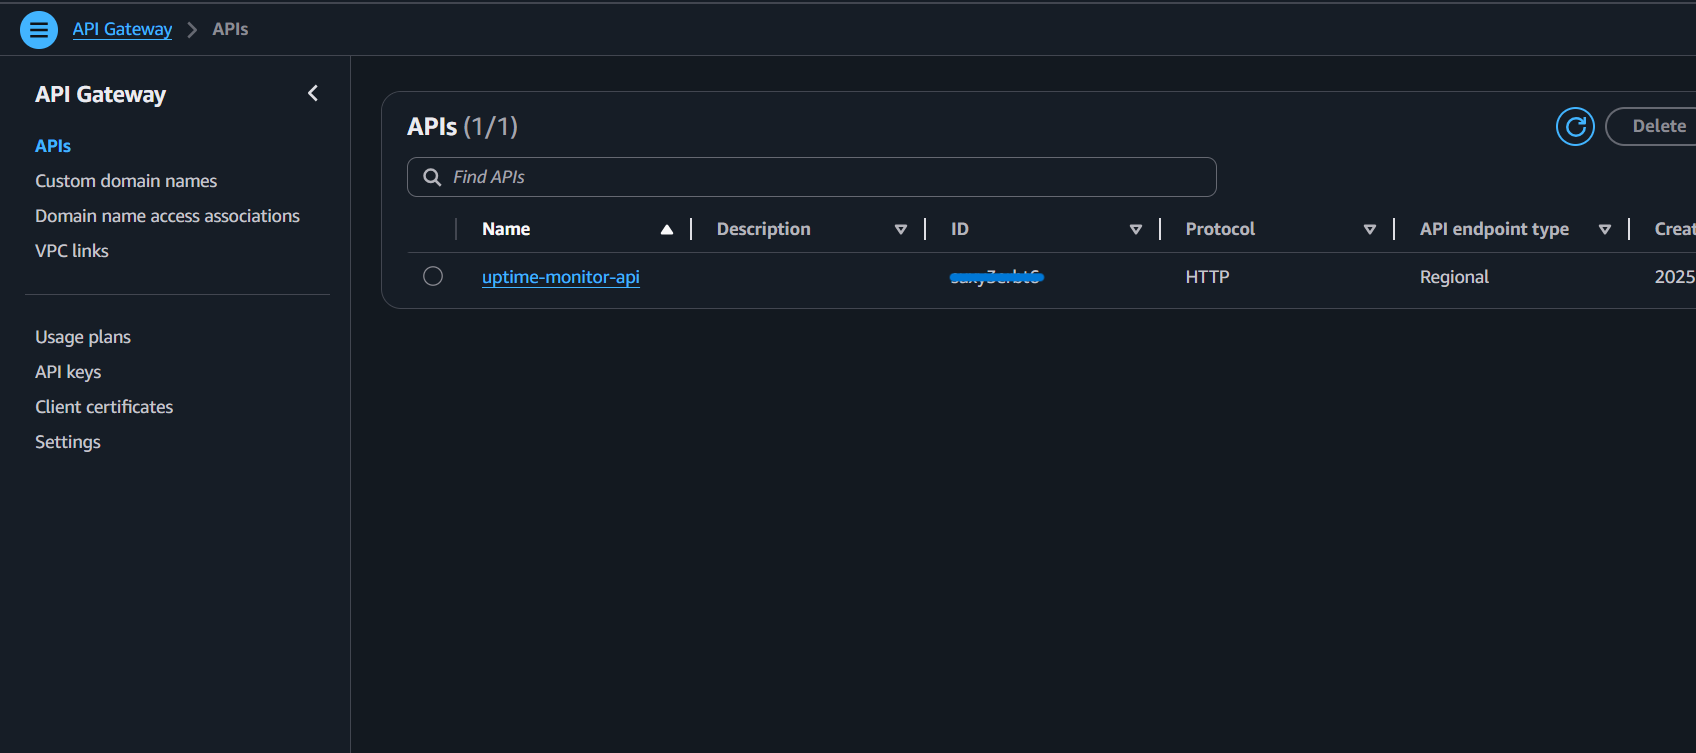 API Gateway > APIs
API Gateway
APIs
Custom domain names
Domain name access associations
VPC links
Usage plans
API keys
Client certificates
Settings
APIs (1/1)
Delete
Find APIs
Name Description ID Protocol API endpoint type Creat
uptime-monitor-api HTTP Regional 2025